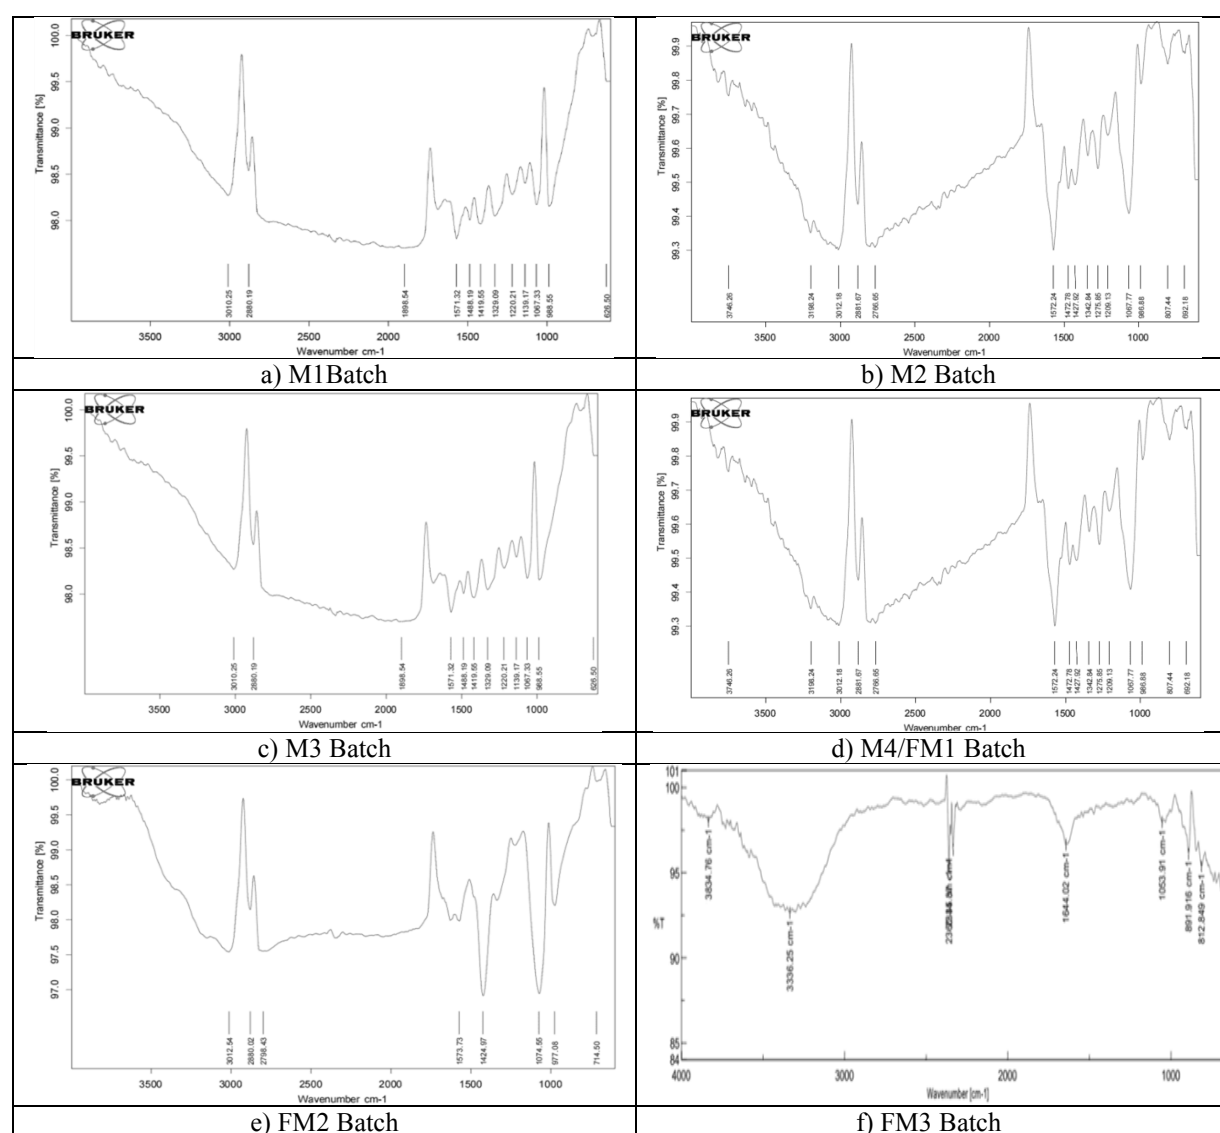 BRUKER
Transmittance [%]
100.0
99.5
99.0
98.5
98.0
3010.25
2880.19
1898.54
1571.32
1488.19
1419.55
1329.09
1220.21
1139.17
1067.33
988.55
626.50
3500 3000 2500 2000 1500 1000
Wavenumber cm-1
a) M1Batch
BRUKER
Transmittance [%]
99.9
99.8
99.7
99.6
99.5
99.4
99.3
3746.26
3198.24
3012.18
2881.67
2766.65
1572.24
1472.78
1427.92
1342.84
1275.85
1209.13
1067.77
986.88
807.44
692.18
3500 3000 2500 2000 1500 1000
Wavenumber cm-1
b) M2 Batch
BRUKER
Transmittance [%]
100.0
99.5
99.0
98.5
98.0
3010.25
2880.19
1898.54
1571.32
1488.19
1419.55
1329.09
1220.21
1139.17
1067.33
988.55
626.50
3500 3000 2500 2000 1500 1000
Wavenumber cm-1
c) M3 Batch
BRUKER
Transmittance [%]
99.9
99.8
99.7
99.6
99.5
99.4
99.3
3746.26
3198.24
3012.18
2881.67
2766.65
1572.24
1472.78
1427.92
1342.84
1275.85
1209.13
1067.77
986.88
807.44
692.18
3500 3000 2500 2000 1500 1000
Wavenumber cm-1
d) M4/FM1 Batch
BRUKER
Transmittance [%]
100.0
99.5
99.0
98.5
98.0
97.5
97.0
3012.54
2880.02
2798.43
1573.73
1424.97
1074.55
977.08
714.50
3500 3000 2500 2000 1500 1000
Wavenumber cm-1
e) FM2 Batch
101
100
95
%T
90
85
84
3834.76 cm-1
3336.25 cm-1
1644.02 cm-1
1053.91 cm-1
891.916 cm-1
812.849 cm-1
4000 3000 2000 1000
Wavenumber [cm-1]
f) FM3 Batch